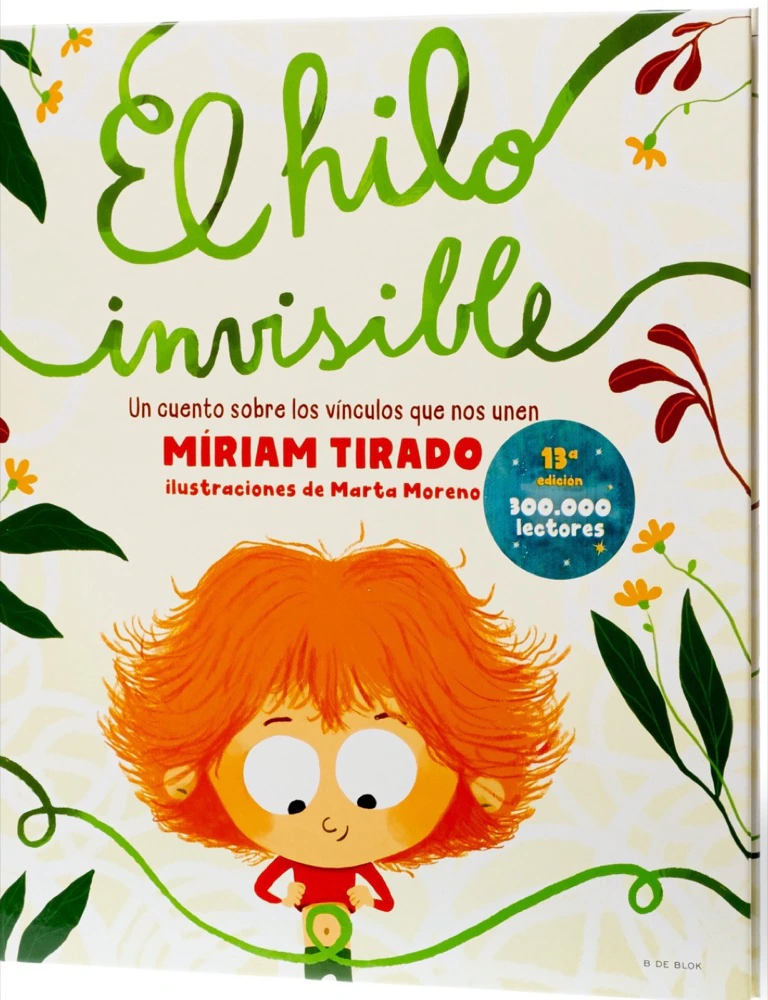 El hilo
invisible
Un cuento sobre los vínculos que nos unen
MÍRIAM TIRADO
ilustraciones de Marta Moreno
13ª
edición
300.000
lectores
B DE BLOK